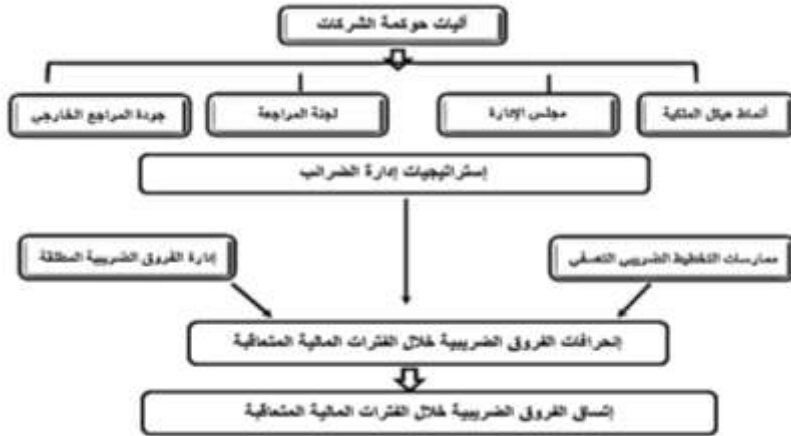 آليات حوكمة الشركات
أنماط هياكل الملكية
مجلس الإدارة
لجنة المراجعة
جودة المراجع الخارجي
إستراتيجيات إدارة الضرائب
ممارسات التخطيط الضريبي التعسفي
إدارة الفروق الضريبية المطلقة
إنحرافات الفروق الضريبية خلال الفترات المالية المتعاقبة
إتساق الفروق الضريبية خلال الفترات المالية المتعاقبة